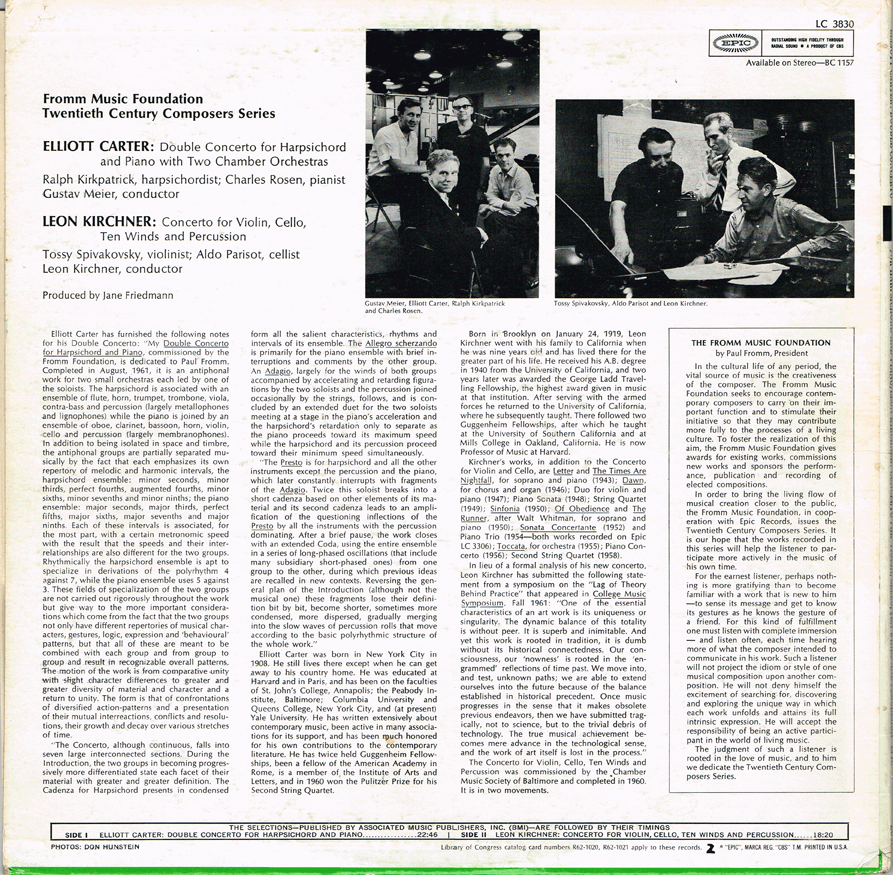 LC 3830
EPIC
OUTSTANDING HIGH FIDELITY THROUGH
RADIAL SOUND ● A PRODUCT OF CBS
Available on Stereo—BC 1157
Fromm Music Foundation
Twentieth Century Composers Series
ELLIOTT CARTER: Double Concerto for Harpsichord
and Piano with Two Chamber Orchestras
Ralph Kirkpatrick, harpsichordist; Charles Rosen, pianist
Gustav Meier, conductor
LEON KIRCHNER: Concerto for Violin, Cello,
Ten Winds and Percussion
Tossy Spivakovsky, violinist; Aldo Parisot, cellist
Leon Kirchner, conductor
Produced by Jane Friedmann
Gustav Meier, Elliott Carter, Ralph Kirkpatrick
and Charles Rosen.
Tossy Spivakovsky, Aldo Parisot and Leon Kirchner.
Elliott Carter has furnished the following notes
for his Double Concerto: "My Double Concerto
for Harpsichord and Piano, commissioned by the
Fromm Foundation, is dedicated to Paul Fromm.
Completed in August, 1961, it is an antiphonal
work for two small orchestras each led by one of
the soloists. The harpsichord is associated with an
ensemble of flute, horn, trumpet, trombone, viola,
contra-bass and percussion (largely metallophones
and lignophones) while the piano is joined by an
ensemble of oboe, clarinet, bassoon, horn, violin,
cello and percussion (largely membranophones).
In addition to being isolated in space and timbre,
the antiphonal groups are partially separated mu-
sically by the fact that each emphasizes its own
repertory of melodic and harmonic intervals, the
harpsichord ensemble: minor seconds, minor
thirds, perfect fourths, augmented fourths, minor
sixths, minor sevenths and minor ninths; the piano
ensemble: major seconds, major thirds, perfect
fifths, major sixths, major sevenths and major
ninths. Each of these intervals is associated, for
the most part, with a certain metronomic speed
with the result that the speeds and their inter-
relationships are also different for the two groups.
Rhythmically the harpsichord ensemble is apt to
specialize in derivations of the polyrhythm 4
against 7, while the piano ensemble uses 5 against
3. These fields of specialization of the two groups
are not carried out rigorously throughout the work
but give way to the more important considera-
tions which come from the fact that the two groups
not only have different repertories of musical char-
acters, gestures, logic, expression and 'behavioural'
patterns, but that all of these are meant to be
combined with each group and from group to
group and result in recognizable overall patterns.
The motion of the work is from comparative unity
with slight character differences to greater and
greater diversity of material and character and a
return to unity. The form is that of confrontations
of diversified action-patterns and a presentation
of their mutual interreactions, conflicts and resolu-
tions, their growth and decay over various stretches
of time.
"The Concerto, although continuous, falls into
seven large interconnected sections. During the
Introduction, the two groups in becoming progres-
sively more differentiated state each facet of their
material with greater and greater definition. The
Cadenza for Harpsichord presents in condensed
form all the salient characteristics, rhythms and
intervals of its ensemble. The Allegro scherzando
is primarily for the piano ensemble with brief in-
terruptions and comments by the other group.
An Adagio, largely for the winds of both groups
accompanied by accelerating and retarding figura-
tions by the two soloists and the percussion joined
occasionally by the strings, follows, and is con-
cluded by an extended duet for the two soloists
meeting at a stage in the piano's acceleration and
the harpsichord's retardation only to separate as
the piano proceeds toward its maximum speed
while the harpsichord and its percussion proceed
toward their minimum speed simultaneously.
"The Presto is for harpsichord and all the other
instruments except the percussion and the piano,
which later constantly interrupts with fragments
of the Adagio. Twice this soloist breaks into a
short cadenza based on other elements of its ma-
terial and its second cadenza leads to an ampli-
fication of the questioning inflections of the
Presto by all the instruments with the percussion
dominating. After a brief pause, the work closes
with an extended Coda, using the entire ensemble
in a series of long-phased oscillations (that include
many subsidiary short-phased ones) from one
group to the other, during which previous ideas
are recalled in new contexts. Reversing the gen-
eral plan of the Introduction (although not the
musical one) these fragments lose their defini-
tion bit by bit, become shorter, sometimes more
condensed, more dispersed, gradually merging
into the slow waves of percussion rolls that move
according to the basic polyrhythmic structure of
the whole work."
Elliott Carter was born in New York City in
1908. He still lives there except when he can get
away to his country home. He was educated at
Harvard and in Paris, and has been on the faculties
of St. John's College, Annapolis; the Peabody In-
stitute, Baltimore; Columbia University and
Queens College, New York City, and (at present)
Yale University. He has written extensively about
contemporary music, been active in many associa-
tions for its support, and has been much honored
for his own contributions to the contemporary
literature. He has twice held Guggenheim Fellow-
ships, been a fellow of the American Academy in
Rome, is a member of the Institute of Arts and
Letters, and in 1960 won the Pulitzer Prize for his
Second String Quartet.
Born in Brooklyn on January 24, 1919, Leon
Kirchner went with his family to California when
he was nine years old and has lived there for the
greater part of his life. He received his A.B. degree
in 1940 from the University of California, and two
years later was awarded the George Ladd Travel-
ling Fellowship, the highest award given in music
at that institution. After serving with the armed
forces he returned to the University of California,
where he subsequently taught. There followed two
Guggenheim Fellowships, after which he taught
at the University of Southern California and at
Mills College in Oakland, California. He is now
Professor of Music at Harvard.
Kirchner's works, in addition to the Concerto
for Violin and Cello, are Letter and The Times Are
Nightfall, for soprano and piano (1943); Dawn,
for chorus and organ (1946); Duo for violin and
piano (1947); Piano Sonata (1948); String Quartet
(1949); Sinfonia (1950); Of Obedience and The
Runner, after Walt Whitman, for soprano and
piano (1950); Sonata Concertante (1952) and
Piano Trio (1954—both works recorded on Epic
LC 3306); Toccata, for orchestra (1955); Piano Con-
certo (1956); Second String Quartet (1958).
In lieu of a formal analysis of his new concerto,
Leon Kirchner has submitted the following state-
ment from a symposium on the "Lag of Theory
Behind Practice" that appeared in College Music
Symposium, Fall 1961: "One of the essential
characteristics of an art work is its uniqueness or
singularity. The dynamic balance of this totality
is without peer. It is superb and inimitable. And
yet this work is rooted in tradition, it is dumb
without its historical connectedness. Our con-
sciousness, our 'nowness' is rooted in the 'en-
grammed' reflections of time past. We move into,
and test, unknown paths; we are able to extend
ourselves into the future because of the balance
established in historical precedent. Once music
progresses in the sense that it makes obsolete
previous endeavors, then we have submitted trag-
ically, not to science, but to the trivial debris of
technology. The true musical achievement be-
comes mere advance in the technological sense,
and the work of art itself is lost in the process."
The Concerto for Violin, Cello, Ten Winds and
Percussion was commissioned by the Chamber
Music Society of Baltimore and completed in 1960.
It is in two movements.
THE FROMM MUSIC FOUNDATION
by Paul Fromm, President
In the cultural life of any period, the
vital source of music is the creativeness
of the composer. The Fromm Music
Foundation seeks to encourage contem-
porary composers to carry on their im-
portant function and to stimulate their
initiative so that they may contribute
more fully to the processes of a living
culture. To foster the realization of this
aim, the Fromm Music Foundation gives
awards for existing works, commissions
new works and sponsors the perform-
ance, publication and recording of
elected compositions.
In order to bring the living flow of
musical creation closer to the public,
the Fromm Music Foundation, in coop-
eration with Epic Records, issues the
Twentieth Century Composers Series. It
is our hope that the works recorded in
this series will help the listener to par-
ticipate more actively in the music of
his own time.
For the earnest listener, perhaps noth-
ing is more gratifying than to become
familiar with a work that is new to him
—to sense its message and get to know
its gestures as he knows the gesture of
a friend. For this kind of fulfillment
one must listen with complete immersion
— and listen often, each time hearing
more of what the composer intended to
communicate in his work. Such a listener
will not project the idiom or style of one
musical composition upon another com-
position. He will not deny himself the
excitement of searching for, discovering
and exploring the unique way in which
each work unfolds and attains its full
intrinsic expression. He will accept the
responsibility of being an active partici-
pant in the world of living music.
The judgment of such a listener is
rooted in the love of music, and to him
we dedicate the Twentieth Century Com-
posers Series.
THE SELECTIONS—PUBLISHED BY ASSOCIATED MUSIC PUBLISHERS, INC. (BMI)—ARE FOLLOWED BY THEIR TIMINGS
SIDE I ELLIOTT CARTER: DOUBLE CONCERTO FOR HARPSICHORD AND PIANO................22:46 | SIDE II LEON KIRCHNER: CONCERTO FOR VIOLIN, CELLO, TEN WINDS AND PERCUSSION......18:20
PHOTOS: DON HUNSTEIN
Library of Congress catalog card numbers R62-1020, R62-1021 apply to these records. 2 ® "EPIC", MARCA REG. "CBS" T.M. PRINTED IN U.S.A.